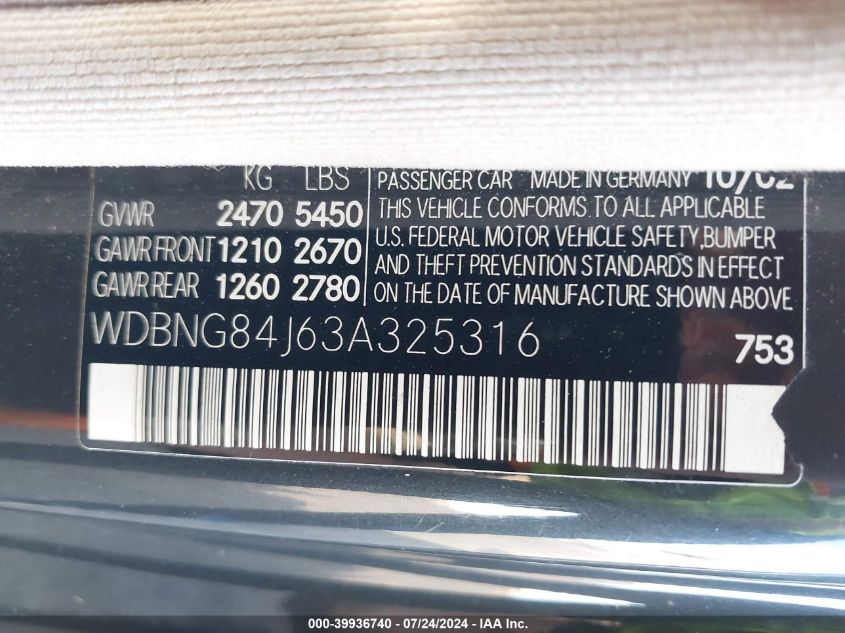 KG LBS
GVWR 2470 5450
GAWR FRONT 1210 2670
GAWR REAR 1260 2780
PASSENGER CAR MADE IN GERMANY 10/02
THIS VEHICLE CONFORMS TO ALL APPLICABLE
U.S. FEDERAL MOTOR VEHICLE SAFETY,BUMPER
AND THEFT PREVENTION STANDARDS IN EFFECT
ON THE DATE OF MANUFACTURE SHOWN ABOVE.
WDBNG84J63A325316
753
000-39936740 - 07/24/2024 - IAA Inc.